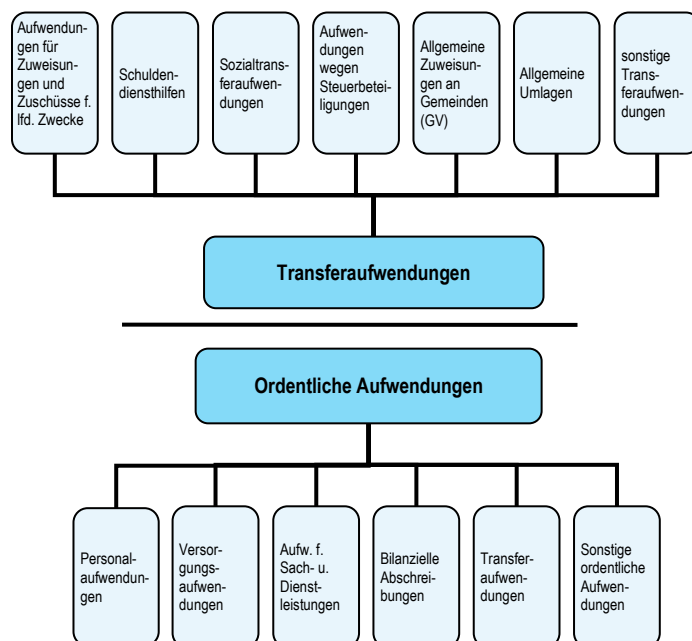 Aufwendun-
gen für
Zuweisun-
gen und
Zuschüsse f.
lfd. Zwecke
Schulden-
diensthilfen
Sozialtrans-
feraufwen-
dungen
Aufwen-
dungen
wegen
Steuerbetei-
ligungen
Allgemeine
Zuweisun-
gen an
Gemeinden
(GV)
Allgemeine
Umlagen
sonstige
Trans-
feraufwen-
dungen
Transferaufwendungen
Ordentliche Aufwendungen
Personal-
aufwendun-
gen
Versor-
gungs-
aufwen-
dungen
Aufw. f.
Sach- u.
Dienst-
leistungen
Bilanzielle
Abschrei-
bungen
Transfer-
aufwen-
dungen
Sonstige
ordentliche
Aufwen-
dungen